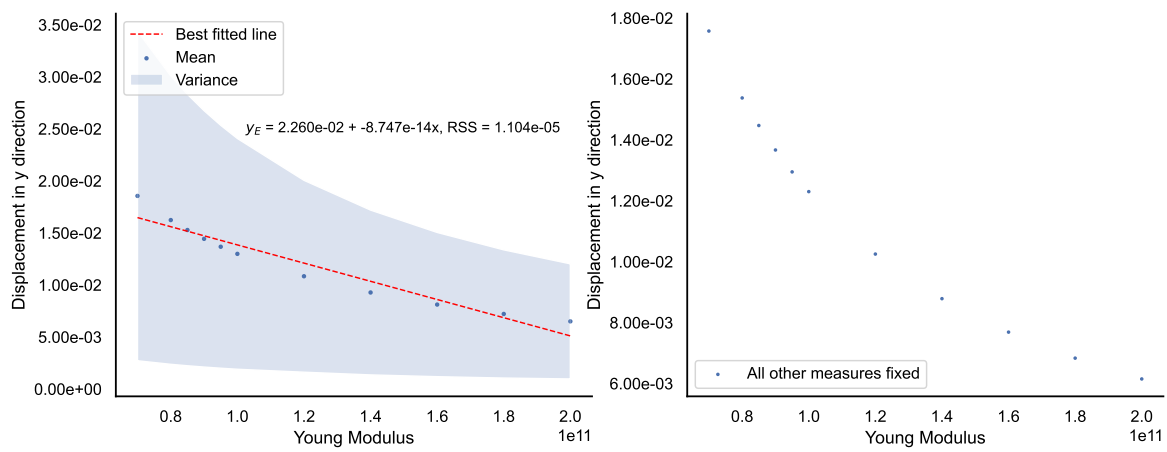 3.50e-02
3.00e-02
2.50e-02
2.00e-02
1.50e-02
1.00e-02
5.00e-03
0.00e+00
Displacement in y direction
Best fitted line
Mean
Variance
y_E = 2.260e-02 + -8.747e-14x, RSS = 1.104e-05
0.8 1.0 1.2 1.4 1.6 1.8 2.0
1e11
Young Modulus
1.80e-02
1.60e-02
1.40e-02
1.20e-02
1.00e-02
8.00e-03
6.00e-03
Displacement in y direction
All other measures fixed
0.8 1.0 1.2 1.4 1.6 1.8 2.0
1e11
Young Modulus